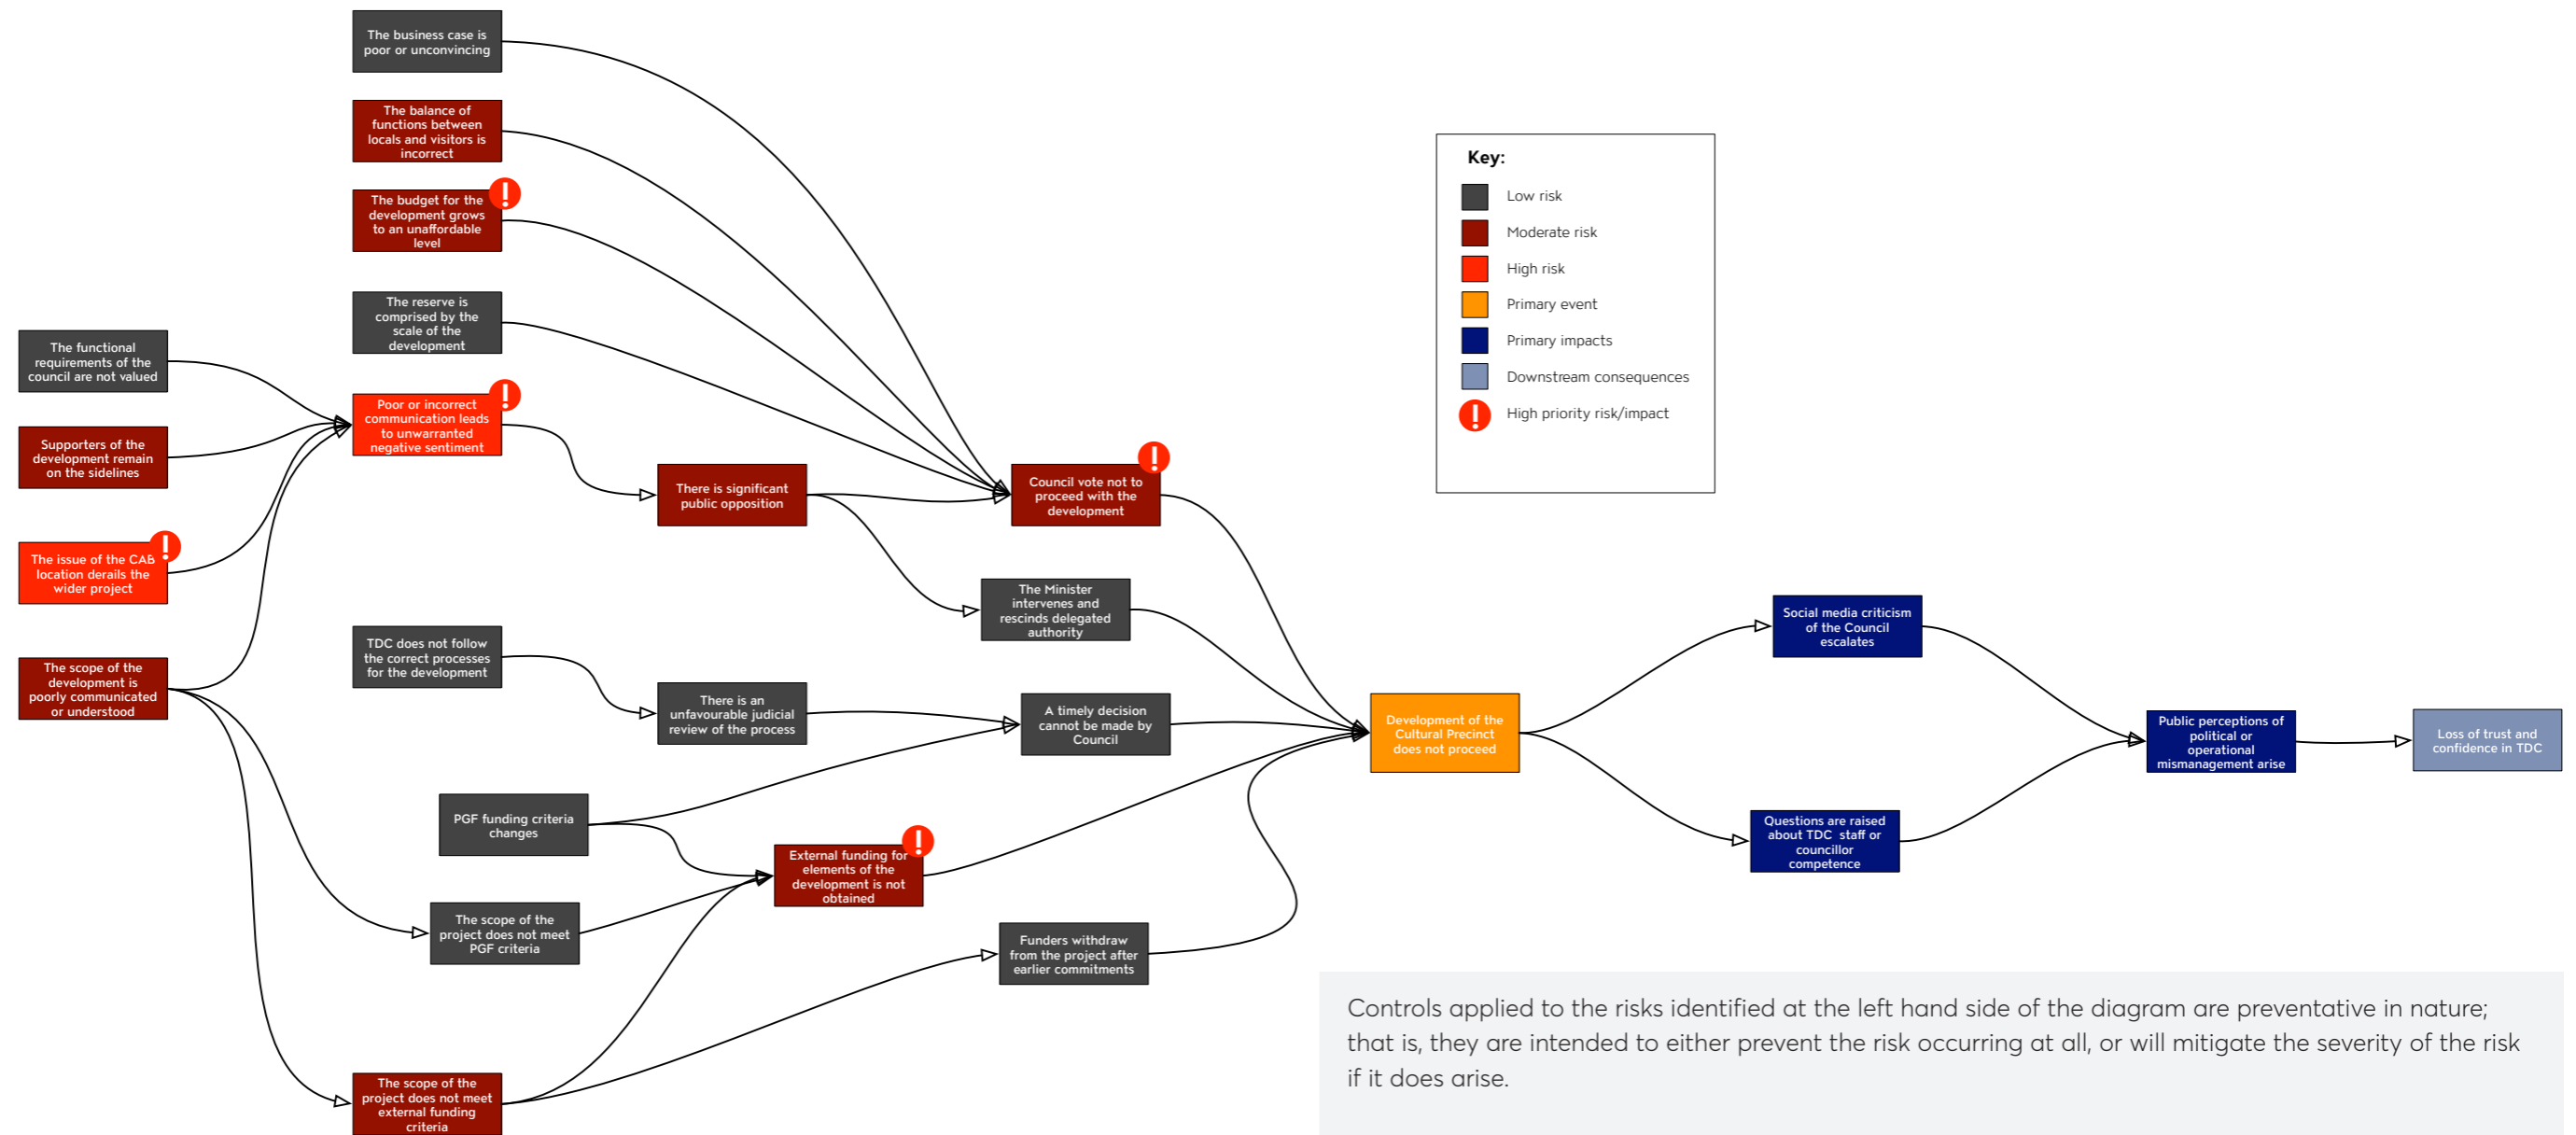 The business case is
poor or unconvincing
The balance of
functions between
locals and visitors is
incorrect
The budget for the
development grows
to an unaffordable
level
The reserve is
comprised by the
scale of the
development
The functional
requirements of the
council are not valued
Supporters of the
development remain
on the sidelines
The issue of the CAB
location derails the
wider project
The scope of the
development is
poorly communicated
or understood
Poor or incorrect
communication leads
to unwarranted
negative sentiment
There is significant
public opposition
Council vote not to
proceed with the
development
The Minister
intervenes and
rescinds delegated
authority
TDC does not follow
the correct processes
for the development
There is an
unfavourable judicial
review of the process
A timely decision
cannot be made by
Council
PGF funding criteria
changes
External funding for
elements of the
development is not
obtained
The scope of the
project does not meet
PGF criteria
Funders withdraw
from the project after
earlier commitments
The scope of the
project does not meet
external funding
criteria
Key:
Low risk
Moderate risk
High risk
Primary event
Primary impacts
Downstream consequences
High priority risk/impact
Development of the
Cultural Precinct
does not proceed
Social media criticism
of the Council
escalates
Questions are raised
about TDC staff or
councillor
competence
Public perceptions of
political or
operational
mismanagement arise
Loss of trust and
confidence in TDC
Controls applied to the risks identified at the left hand side of the diagram are preventative in nature;
that is, they are intended to either prevent the risk occurring at all, or will mitigate the severity of the risk
if it does arise.